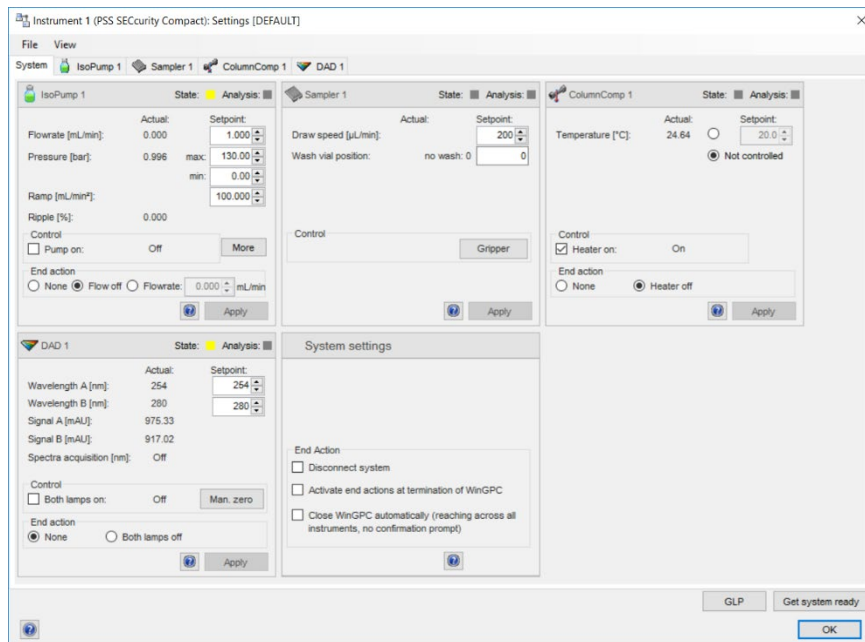 Instrument 1 (PSS SECcurity Compact): Settings [DEFAULT]
File View
System IsoPump 1 Sampler 1 ColumnComp 1 DAD 1
IsoPump 1 State: Analysis:
Actual: Setpoint:
Flowrate [mL/min]: 0.000 1.000
Pressure [bar]: 0.996 max: 130.00
min: 0.00
Ramp [mL/min²]: 100.000
Ripple [%]: 0.000
Control
Pump on: Off More
End action
None Flow off Flowrate: 0.000 mL/min
Apply
Sampler 1 State: Analysis:
Actual: Setpoint:
Draw speed [µL/min]: 200
Wash vial position: no wash: 0 0
Control
Gripper
Apply
ColumnComp 1 State: Analysis:
Actual: Setpoint:
Temperature [°C]: 24.64 20.0
Not controlled
Control
Heater on: On
End action
None Heater off
Apply
DAD 1 State: Analysis:
Actual: Setpoint:
Wavelength A [nm]: 254 254
Wavelength B [nm]: 280 280
Signal A [mAU]: 975.33
Signal B [mAU]: 917.02
Spectra acquisition [nm]: Off
Control
Both lamps on: Off Man. zero
End action
None Both lamps off
Apply
System settings
End Action
Disconnect system
Activate end actions at termination of WinGPC
Close WinGPC automatically (reaching across all
instruments, no confirmation prompt)
GLP Get system ready
OK